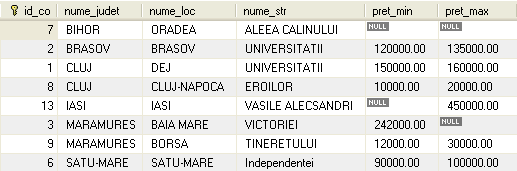 id_co nume_judet nume_loc nume_str pret_min pret_max
7 BIHOR ORADEA ALEEA CALINULUI NULL NULL
2 BRASOV BRASOV UNIVERSITATII 120000.00 135000.00
1 CLUJ DEJ UNIVERSITATII 150000.00 160000.00
8 CLUJ CLUJ-NAPOCA EROILOR 10000.00 20000.00
13 IASI IASI VASILE ALECSANDRI NULL 450000.00
3 MARAMURES BAIA MARE VICTORIEI 242000.00 NULL
9 MARAMURES BORSA TINERETULUI 12000.00 30000.00
6 SATU-MARE SATU-MARE Independentei 90000.00 100000.00